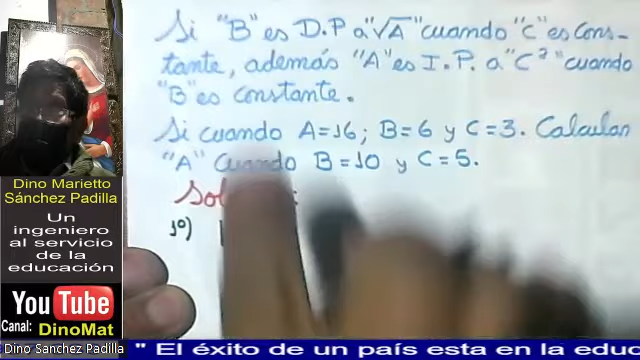 Si "B" es D.P a "√A" cuando "C" es cons-
tante, además "A" es I.P. a "C²" cuando
"B" es constante.
Si cuando A=16; B=6 y C=3. Calcular
"A" Cuando B=10 y C=5.
1º)
Dino Marietto
Sánchez Padilla
Un
ingeniero
al servicio
de la
educación
You Tube
Canal: DinoMat
Dino Sanchez Padilla
" El éxito de un país esta en la educ